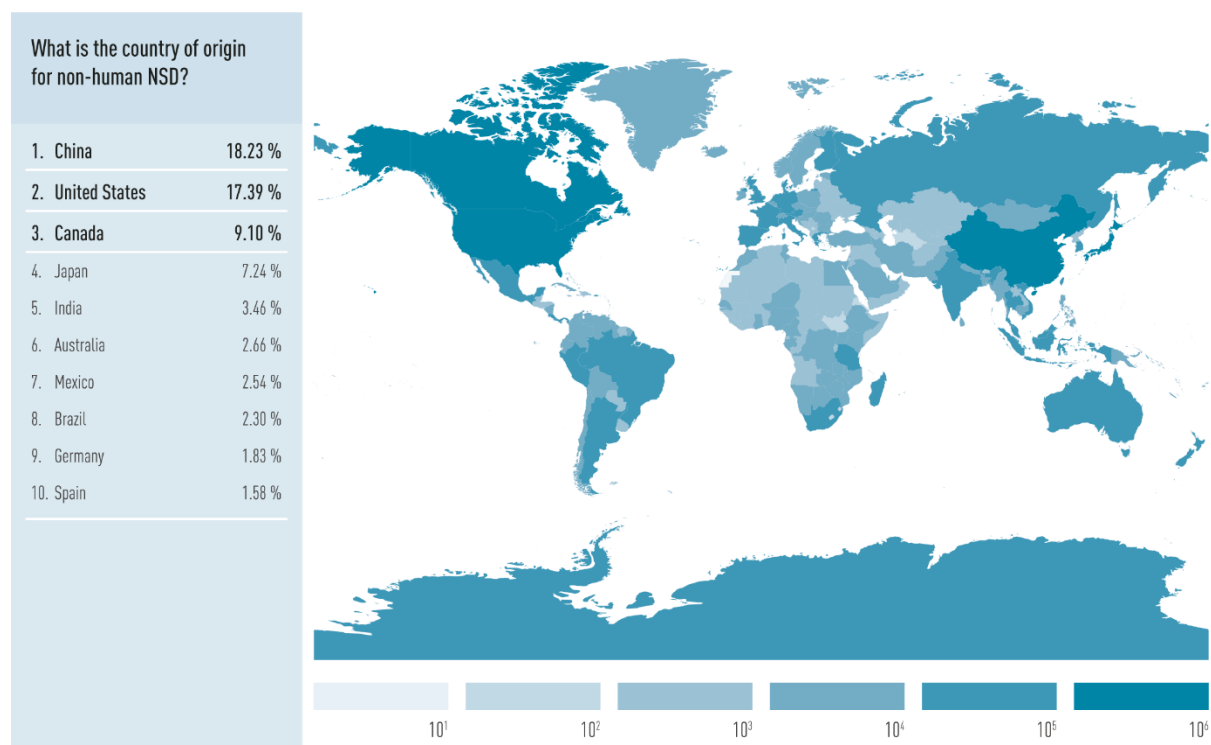 What is the country of origin
for non-human NSD?
1. China 18.23 %
2. United States 17.39 %
3. Canada 9.10 %
4. Japan 7.24 %
5. India 3.46 %
6. Australia 2.66 %
7. Mexico 2.54 %
8. Brazil 2.30 %
9. Germany 1.83 %
10. Spain 1.58 %
10¹ 10² 10³ 10⁴ 10⁵ 10⁶